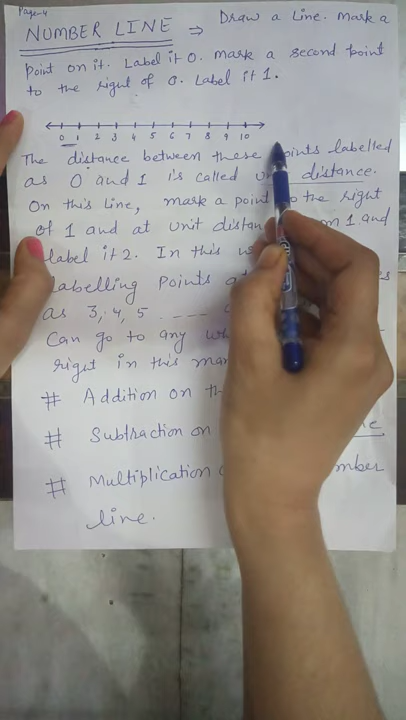 Page-4
NUMBER LINE ⇒ Draw a Line. Mark a
Point on it. Label it 0. Mark a second point
to the right of 0. Label it 1.
0 1 2 3 4 5 6 7 8 9 10
The distance between these points labelled
as 0 and 1 is called distance.
On this line, mark a point to the right
of 1 and at unit 1 and
label it 2. In this
labelling points
as 3, 4, 5 ----
Can go to any
right in this
# Addition on
# Subtraction on
# Multiplication
line.